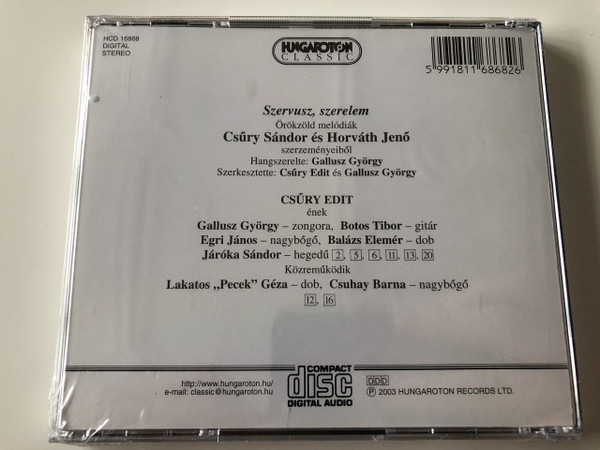 HCD 16868
DIGITAL
STEREO
HUNGAROTON
CLASSIC
5 991811 686826
Szervusz, szerelem
Örökzöld melódiák
Csűry Sándor és Horváth Jenő
szerzeményeiből
Hangszerelte: Gallusz György
Szerkesztette: Csűry Edit és Gallusz György
CSŰRY EDIT
ének
Gallusz György – zongora, Botos Tibor – gitár
Egri János – nagybőgő, Balázs Elemér – dob
Járóka Sándor – hegedű 2, 5, 6, 11, 13, 20
Közreműködik
Lakatos „Pecek” Géza – dob, Csuhay Barna – nagybőgő
12, 16
http://www.hungaroton.hu/
e-mail: classic@hungaroton.hu
COMPACT
disc
DIGITAL AUDIO
DDD
℗ 2003 HUNGAROTON RECORDS LTD.